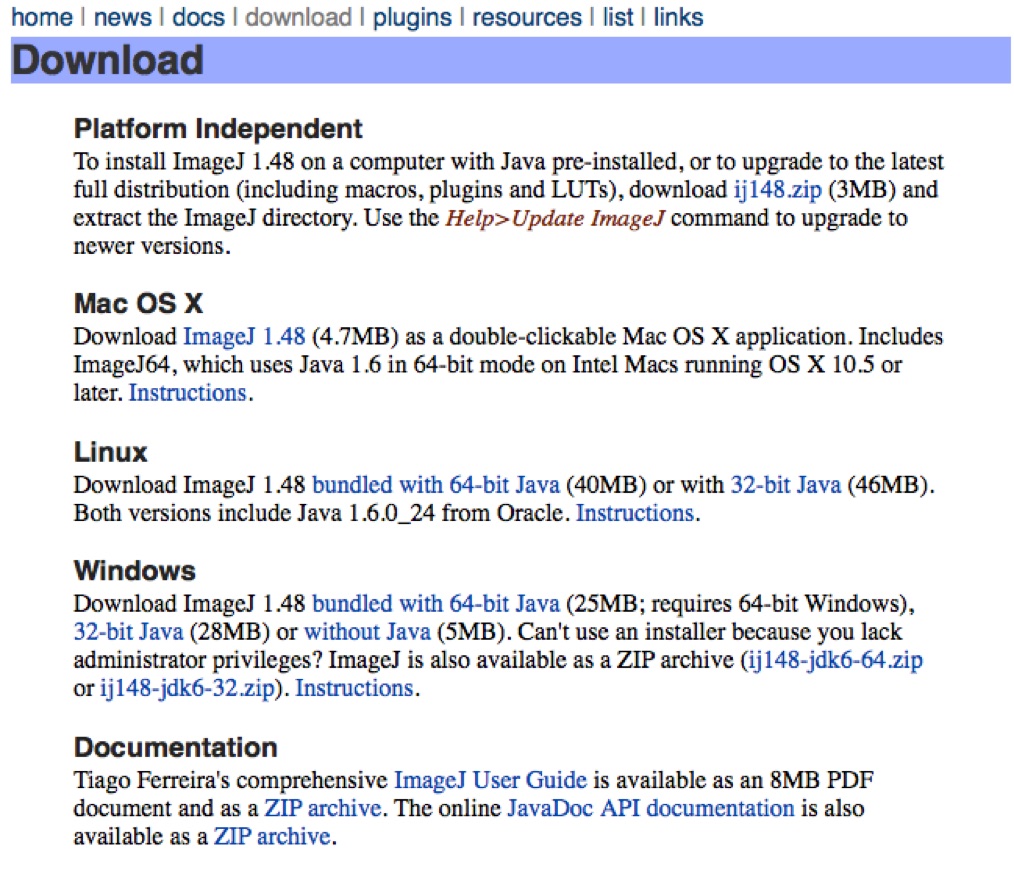 home | news | docs | download | plugins | resources | list | links
Download
Platform Independent
To install ImageJ 1.48 on a computer with Java pre-installed, or to upgrade to the latest
full distribution (including macros, plugins and LUTs), download ij148.zip (3MB) and
extract the ImageJ directory. Use the Help>Update ImageJ command to upgrade to
newer versions.
Mac OS X
Download ImageJ 1.48 (4.7MB) as a double-clickable Mac OS X application. Includes
ImageJ64, which uses Java 1.6 in 64-bit mode on Intel Macs running OS X 10.5 or
later. Instructions.
Linux
Download ImageJ 1.48 bundled with 64-bit Java (40MB) or with 32-bit Java (46MB).
Both versions include Java 1.6.0_24 from Oracle. Instructions.
Windows
Download ImageJ 1.48 bundled with 64-bit Java (25MB; requires 64-bit Windows),
32-bit Java (28MB) or without Java (5MB). Can't use an installer because you lack
administrator privileges? ImageJ is also available as a ZIP archive (ij148-jdk6-64.zip
or ij148-jdk6-32.zip). Instructions.
Documentation
Tiago Ferreira's comprehensive ImageJ User Guide is available as an 8MB PDF
document and as a ZIP archive. The online JavaDoc API documentation is also
available as a ZIP archive.